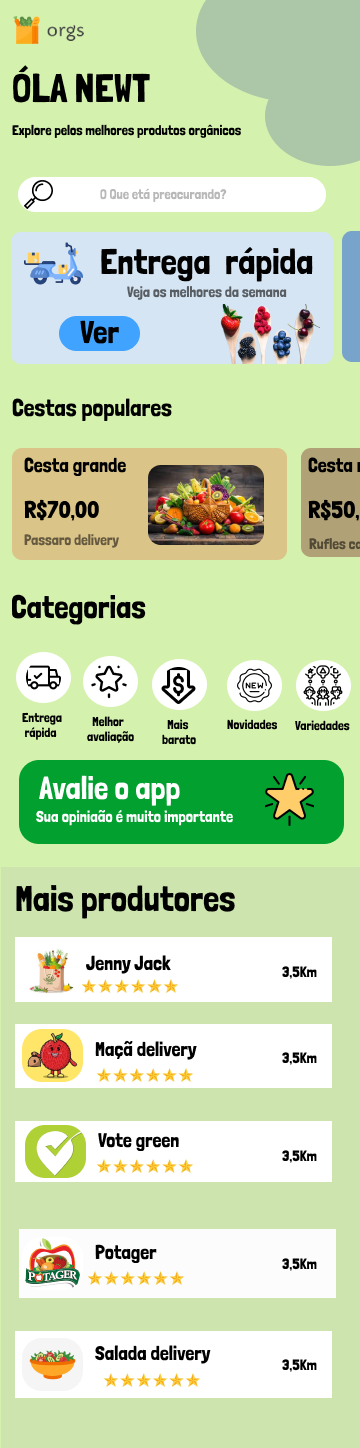 orgs
ÓLA NEWT
Explore pelos melhores produtos orgânicos
O Que etá preocurando?
Entrega rápida
Veja os melhores da semana
Ver
Cestas populares
Cesta grande
R$70,00
Passaro delivery
Cesta
R$50,
Rufles
Categorias
Entrega
rápida
Melhor
avaliação
Mais
barato
NEW
Novidades
Variedades
Avalie o app
Sua opiniaão é muito importante
Mais produtores
Jenny Jack
3,5Km
Maçã delivery
3,5Km
Vote green
3,5Km
POTAGER
Potager
3,5Km
Salada delivery
3,5Km